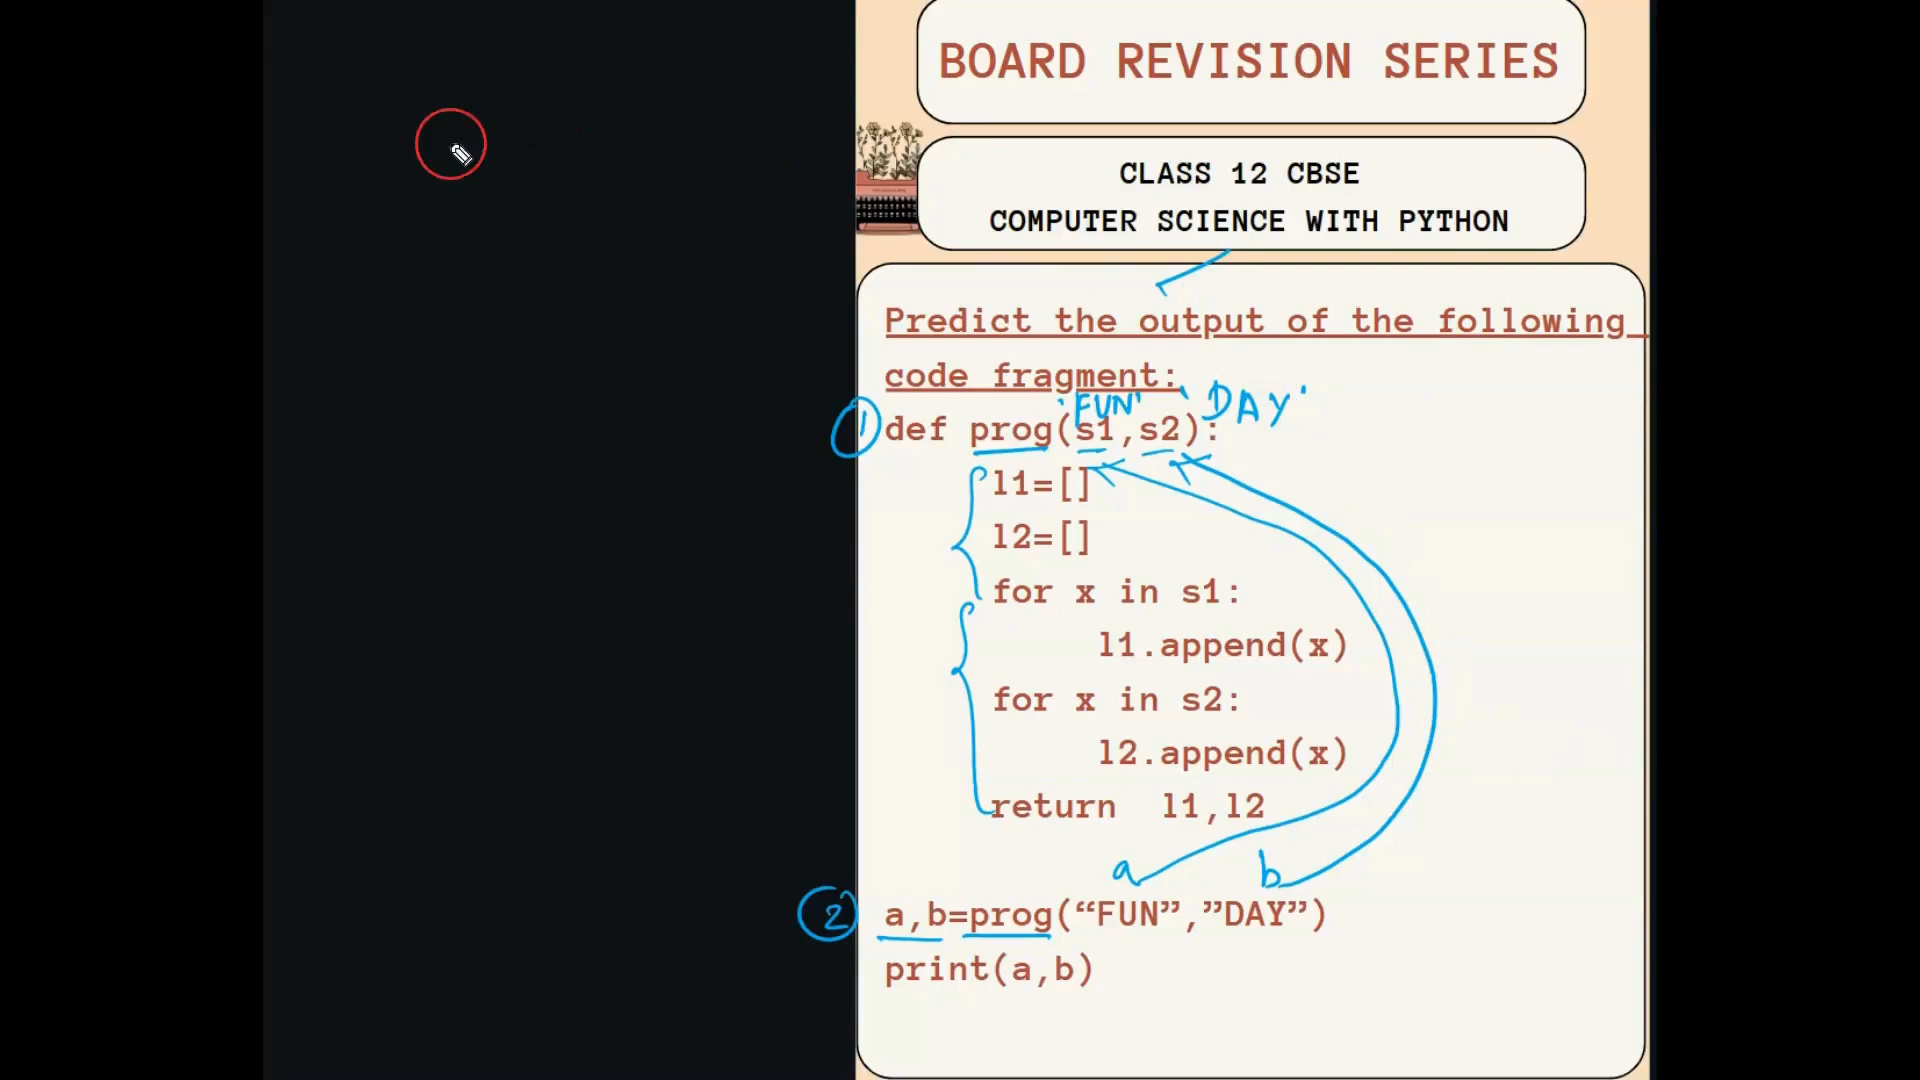 BOARD REVISION SERIES
CLASS 12 CBSE
COMPUTER SCIENCE WITH PYTHON
Predict the output of the following
code fragment:
'FUN' 'DAY'
1 def prog(s1,s2):
l1=[]
l2=[]
for x in s1:
l1.append(x)
for x in s2:
l2.append(x)
return l1,l2
a b
2 a,b=prog(“FUN”,”DAY”)
print(a,b)